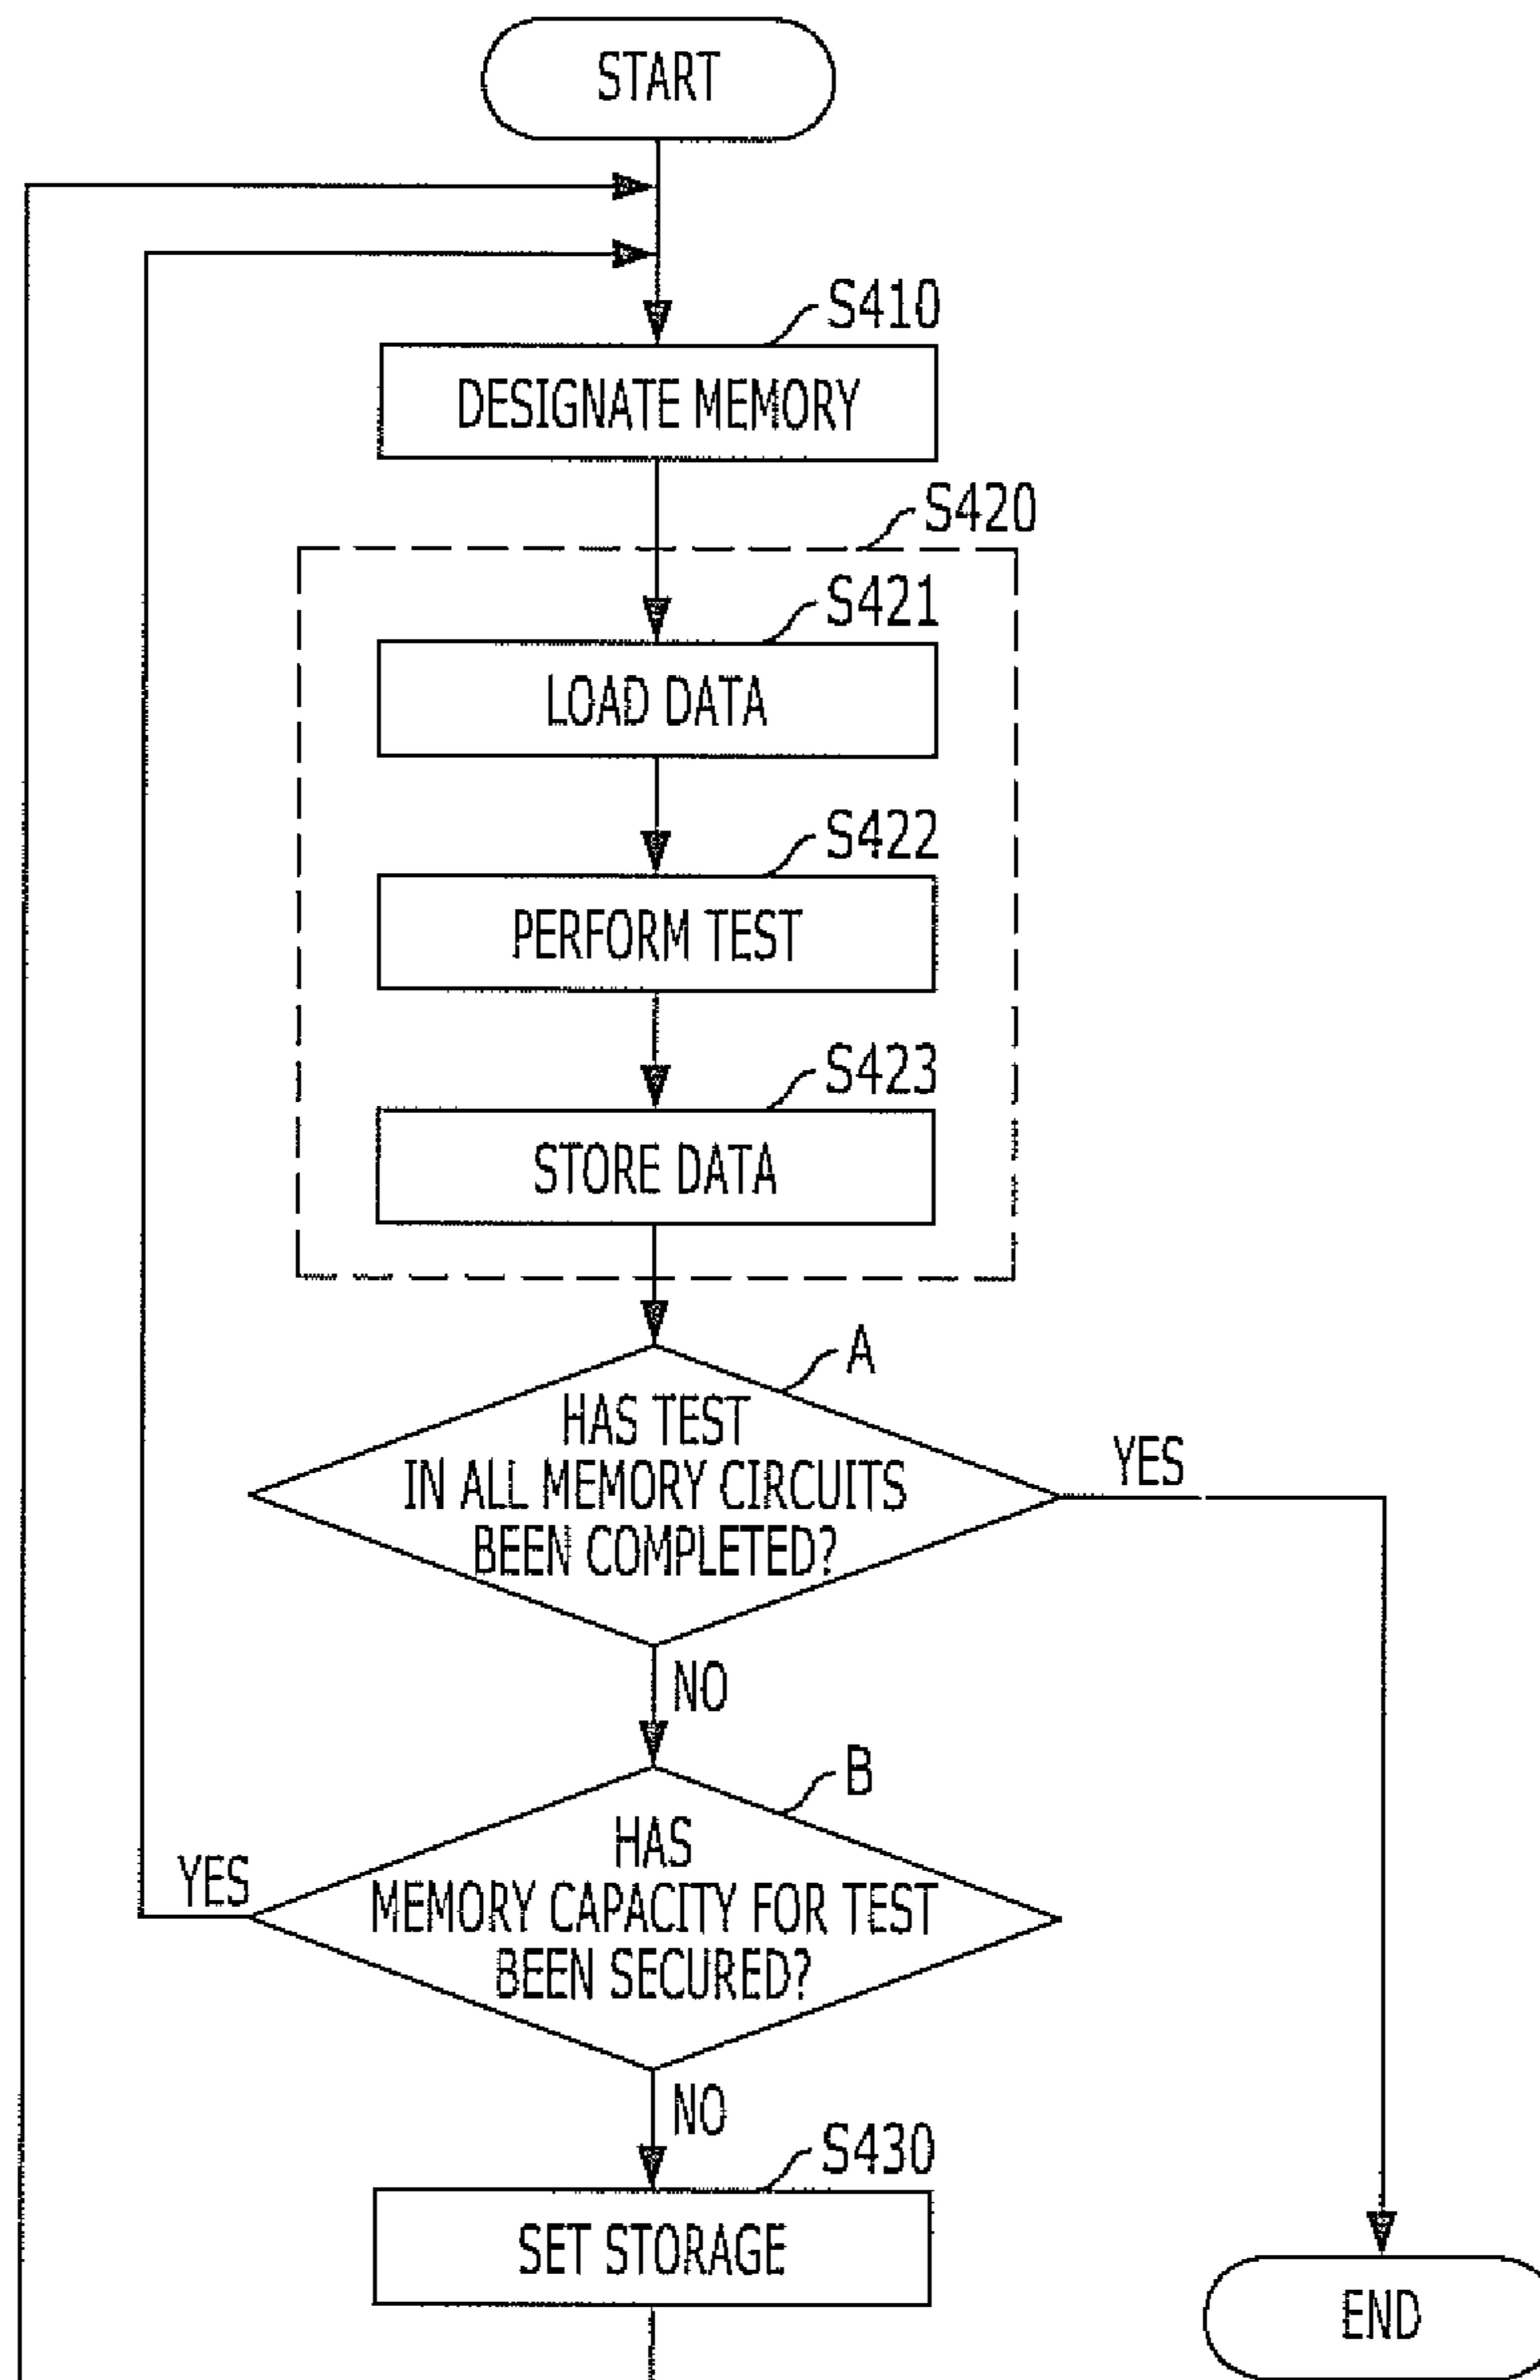 START
S410
DESIGNATE MEMORY
S420
S421
LOAD DATA
S422
PERFORM TEST
S423
STORE DATA
A
HAS TEST
IN ALL MEMORY CIRCUITS
BEEN COMPLETED?
YES
NO
B
HAS
MEMORY CAPACITY FOR TEST
BEEN SECURED?
YES
NO
S430
SET STORAGE
END